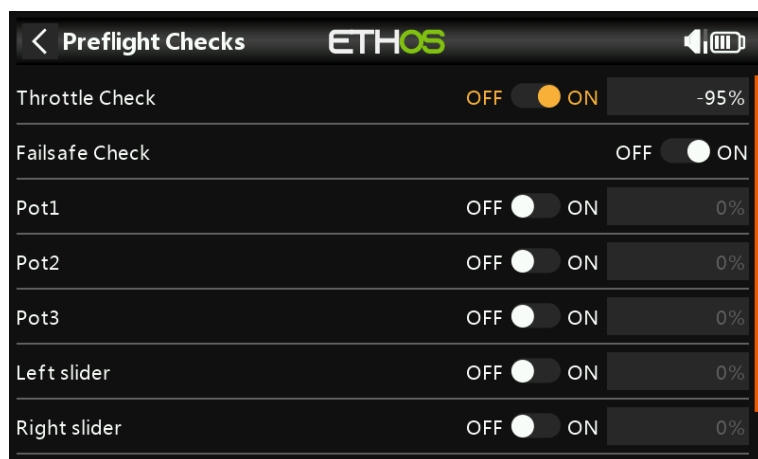 Preflight Checks ETHOS
Throttle Check OFF ON -95%
Failsafe Check OFF ON
Pot1 OFF ON 0%
Pot2 OFF ON 0%
Pot3 OFF ON 0%
Left slider OFF ON 0%
Right slider OFF ON 0%